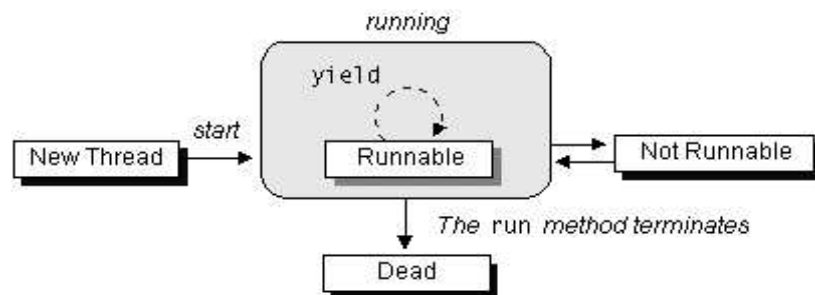 running
yield
start
New Thread
Runnable
Not Runnable
The run method terminates
Dead